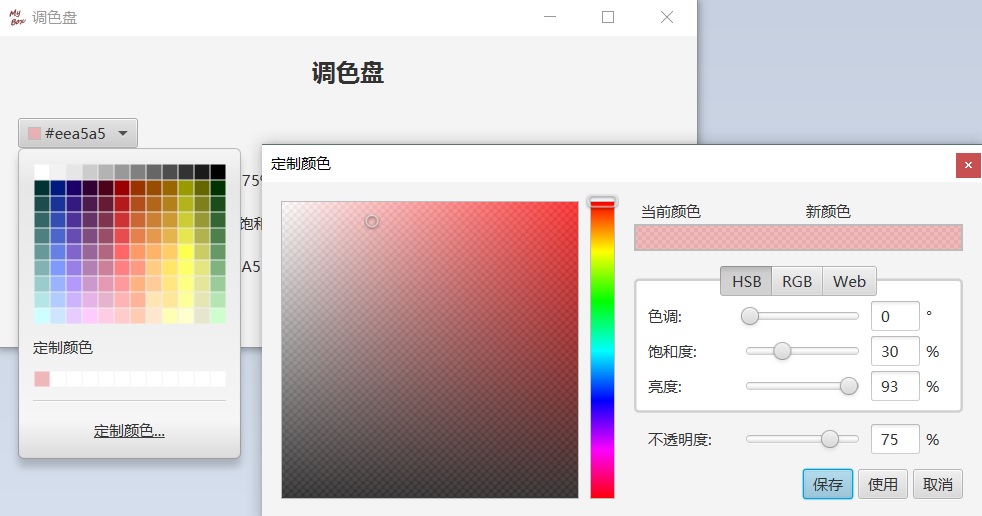 My Box 调色盘
调色盘
#eea5a5
75%
饱和
A5
定制颜色
定制颜色...
定制颜色
当前颜色 新颜色
HSB RGB Web
色调: 0 °
饱和度: 30 %
亮度: 93 %
不透明度: 75 %
保存 使用 取消